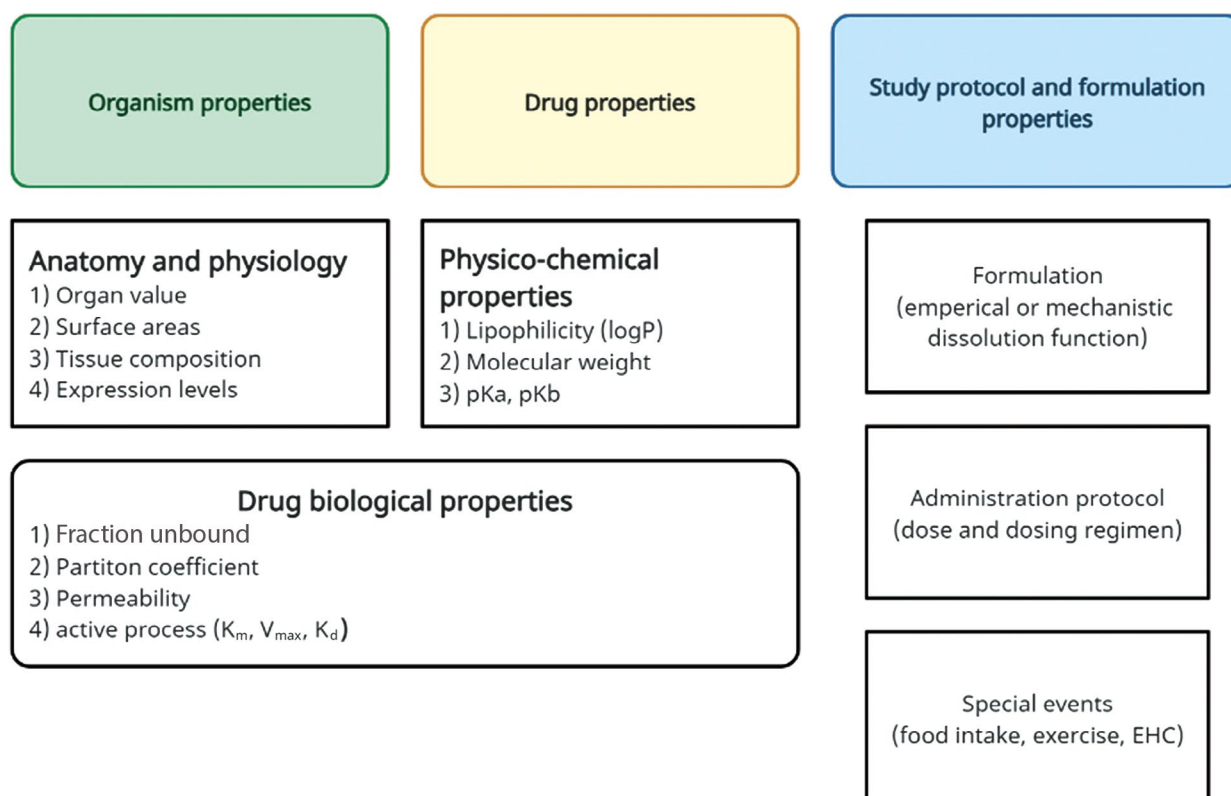 Organism properties
Drug properties
Study protocol and formulation
properties
Anatomy and physiology
1) Organ value
2) Surface areas
3) Tissue composition
4) Expression levels
Physico-chemical
properties
1) Lipophilicity (logP)
2) Molecular weight
3) pKa, pKb
Formulation
(emperical or mechanistic
dissolution function)
Drug biological properties
1) Fraction unbound
2) Partiton coefficient
3) Permeability
4) active process (Kₘ, Vₘₐₓ, K_d)
Administration protocol
(dose and dosing regimen)
Special events
(food intake, exercise, EHC)